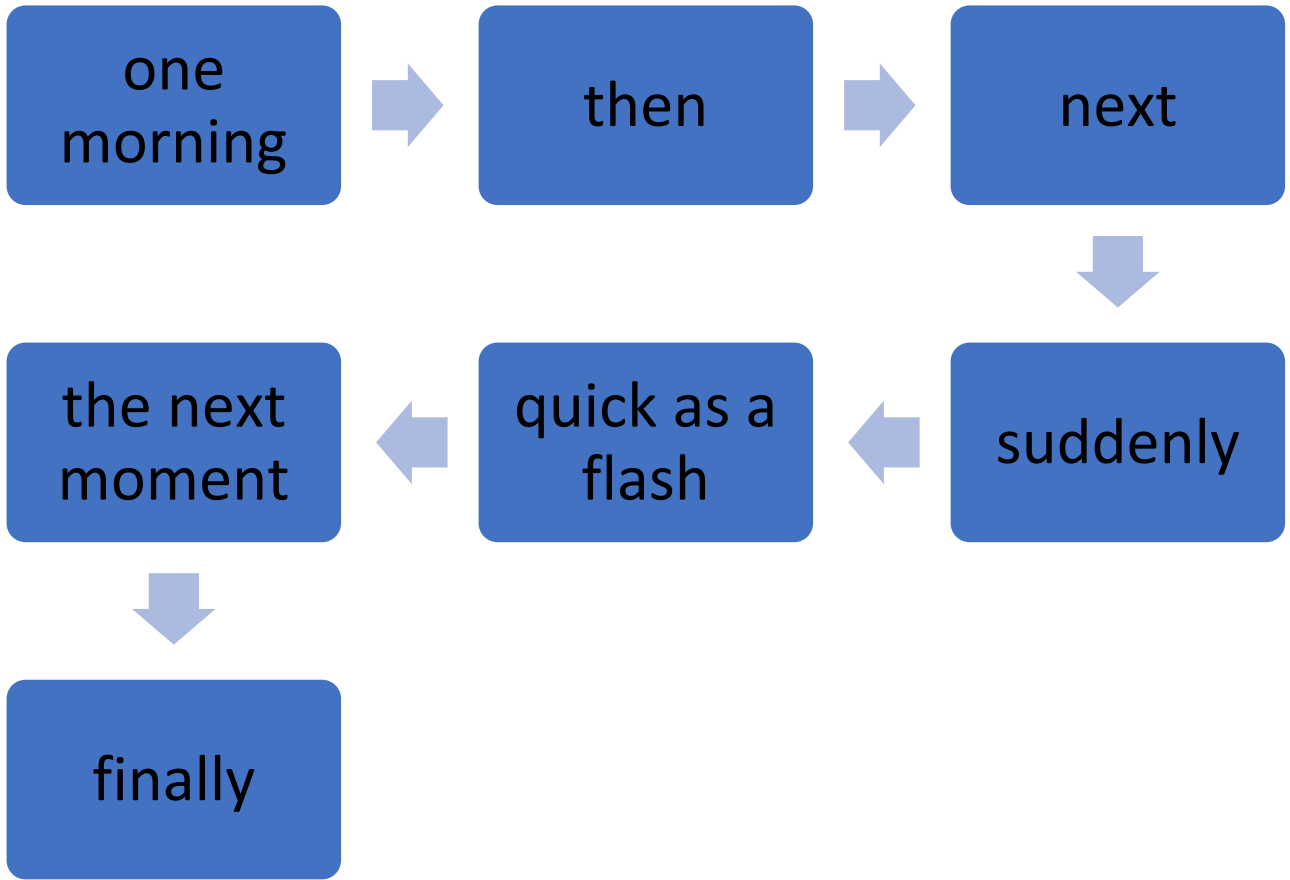 one
morning
then
next
suddenly
quick as a
flash
the next
moment
finally